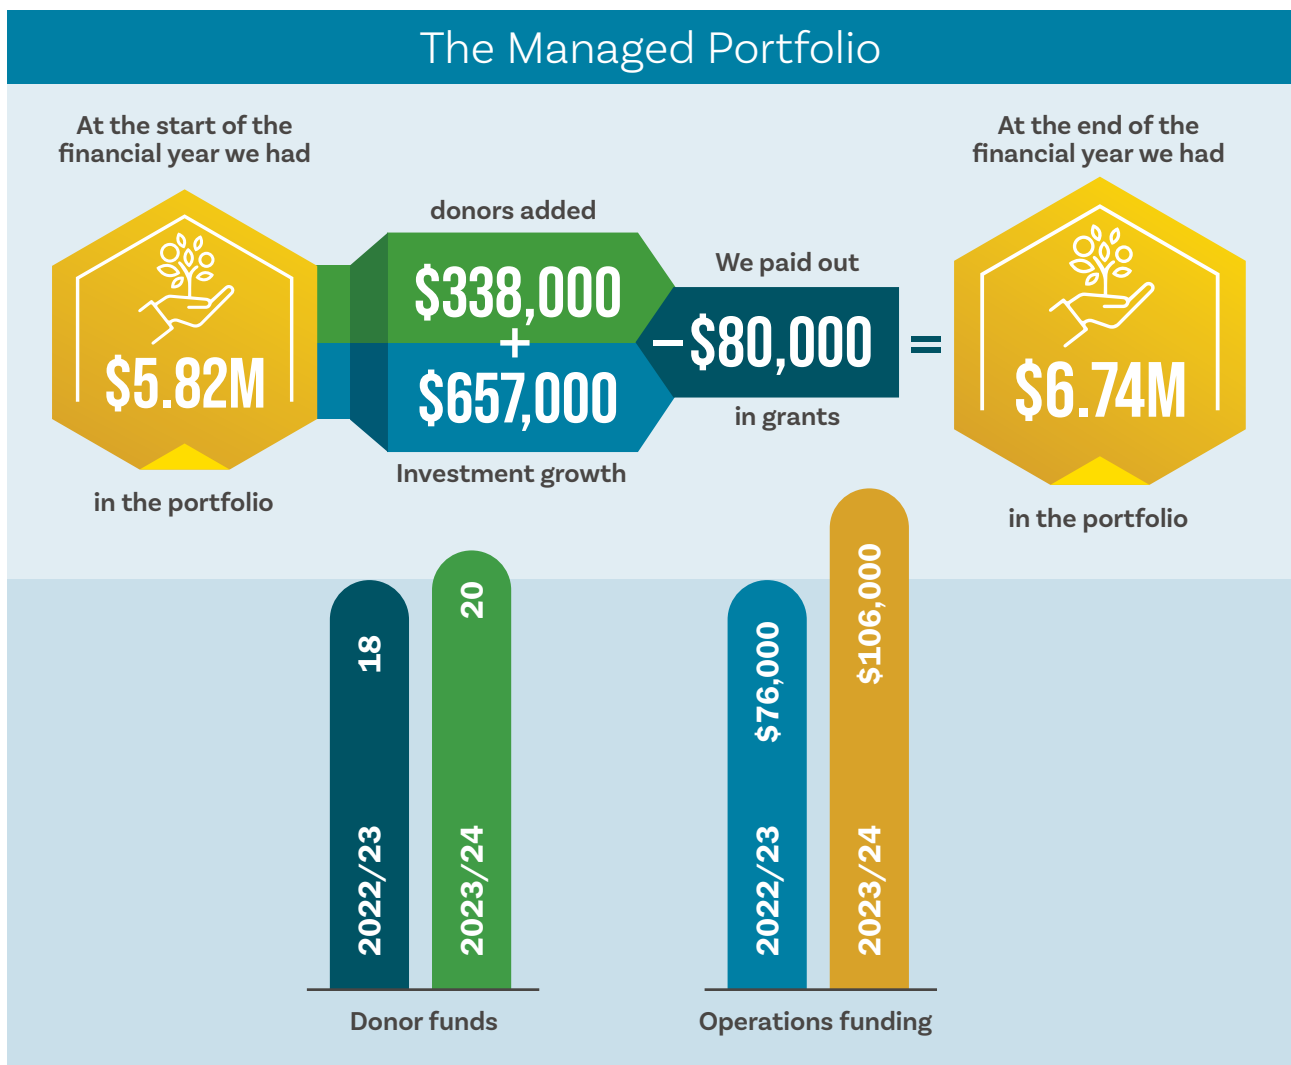 The Managed Portfolio
At the start of the
financial year we had
$5.82M
in the portfolio
donors added
$338,000
+
$657,000
Investment growth
We paid out
–$80,000
in grants
=
At the end of the
financial year we had
$6.74M
in the portfolio
18
2022/23
20
2023/24
Donor funds
$76,000
2022/23
$106,000
2023/24
Operations funding